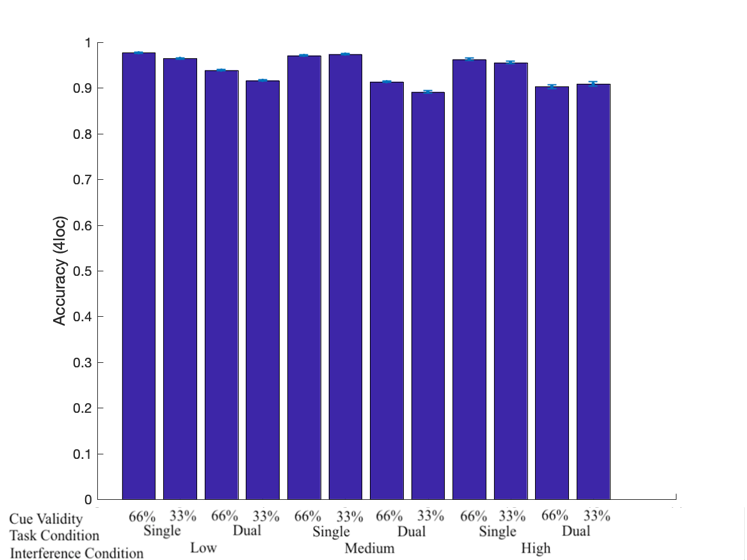 1
0.9
0.8
0.7
0.6
0.5
0.4
0.3
0.2
0.1
0
Accuracy (4loc)
Cue Validity 66% 33% 66% 33% 66% 33% 66% 33% 66% 33% 66% 33%
Task Condition Single Dual Single Dual Single Dual
Interference Condition Low Medium High